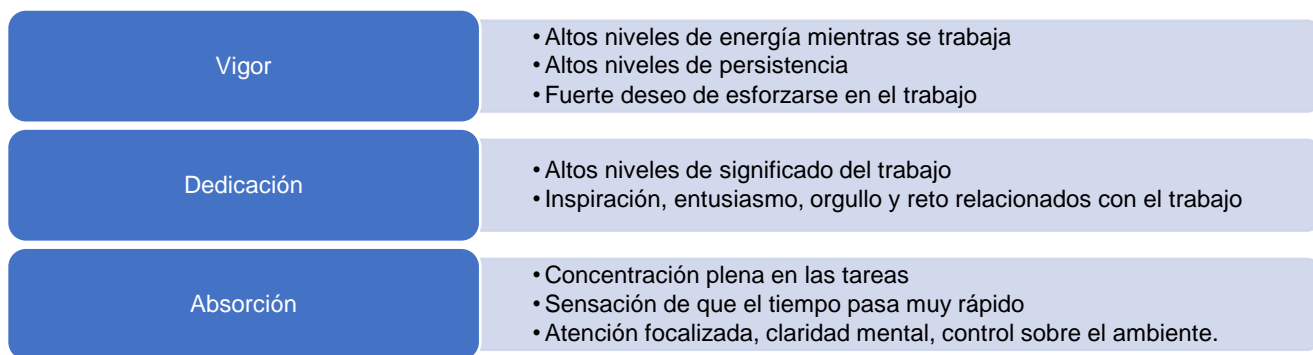 Vigor
•Altos niveles de energía mientras se trabaja
•Altos niveles de persistencia
•Fuerte deseo de esforzarse en el trabajo
Dedicación
•Altos niveles de significado del trabajo
•Inspiración, entusiasmo, orgullo y reto relacionados con el trabajo
Absorción
•Concentración plena en las tareas
•Sensación de que el tiempo pasa muy rápido
•Atención focalizada, claridad mental, control sobre el ambiente.